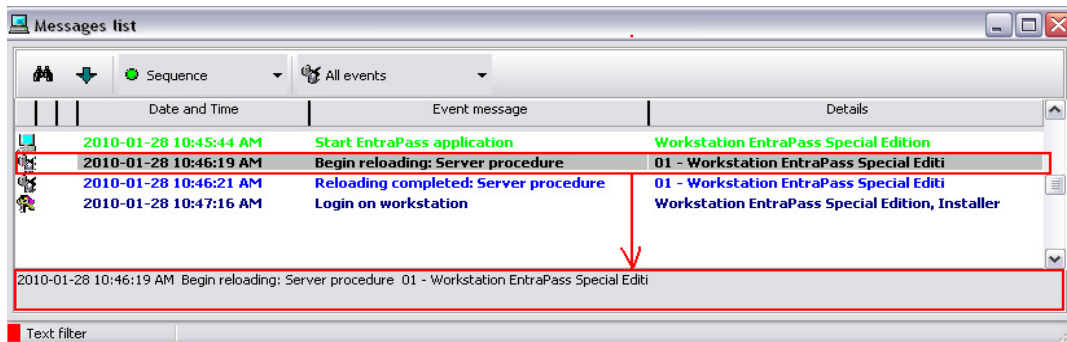 Messages list
Sequence All events
Date and Time Event message Details
2010-01-28 10:45:44 AM Start EntraPass application Workstation EntraPass Special Edition
2010-01-28 10:46:19 AM Begin reloading: Server procedure 01 - Workstation EntraPass Special Editi
2010-01-28 10:46:21 AM Reloading completed: Server procedure 01 - Workstation EntraPass Special Editi
2010-01-28 10:47:16 AM Login on workstation Workstation EntraPass Special Edition, Installer
2010-01-28 10:46:19 AM Begin reloading: Server procedure 01 - Workstation EntraPass Special Editi
Text filter